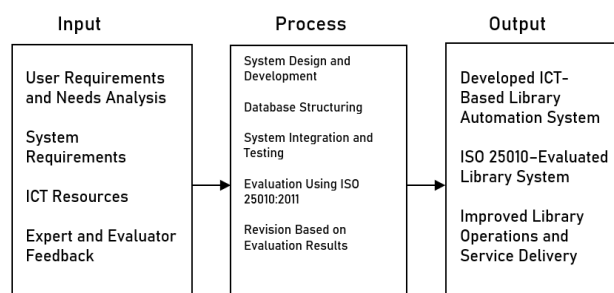 Input
User Requirements
and Needs Analysis
System
Requirements
ICT Resources
Expert and Evaluator
Feedback
Process
System Design and
Development
Database Structuring
System Integration and
Testing
Evaluation Using ISO
25010:2011
Revision Based on
Evaluation Results
Output
Developed ICT-
Based Library
Automation System
ISO 25010–Evaluated
Library System
Improved Library
Operations and
Service Delivery